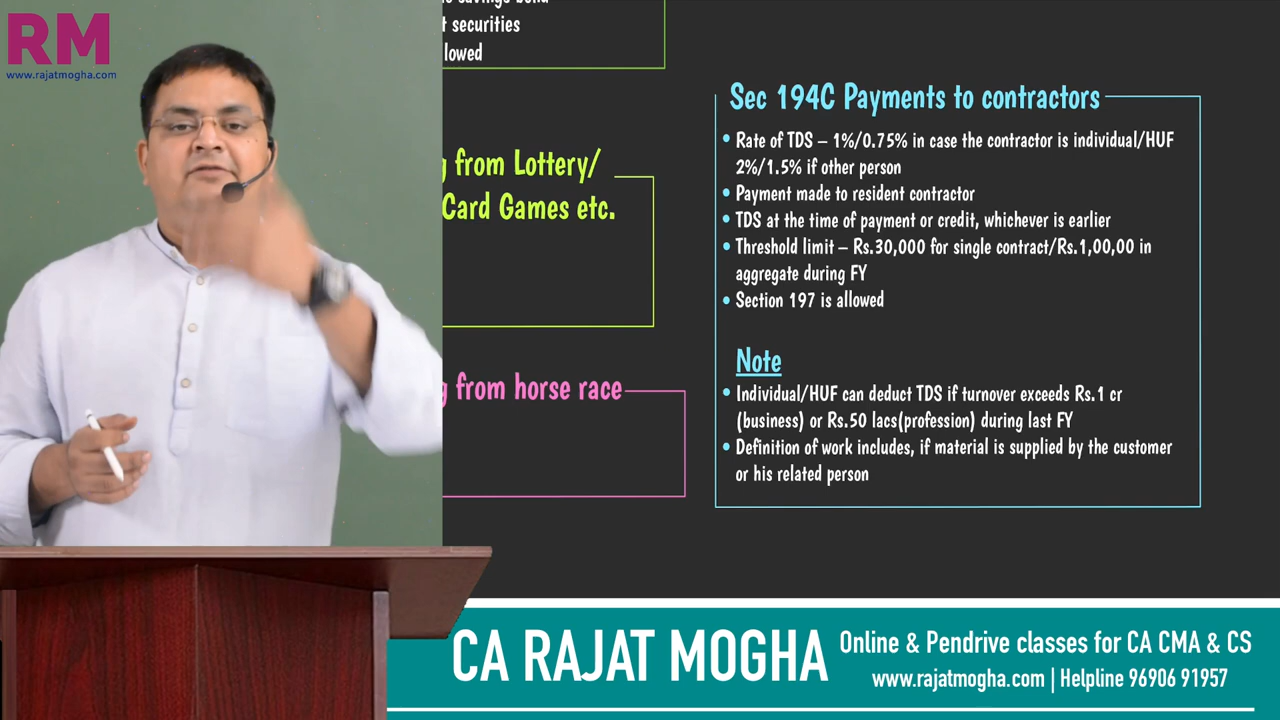 RM
www.rajatmogha.com
t securities
lowed
g from Lottery/
Card Games etc.
g from horse race
Sec 194C Payments to contractors
• Rate of TDS – 1%/0.75% in case the contractor is individual/HUF
2%/1.5% if other person
• Payment made to resident contractor
• TDS at the time of payment or credit, whichever is earlier
• Threshold limit – Rs.30,000 for single contract/Rs.1,00,00 in
aggregate during FY
• Section 197 is allowed
Note
• Individual/HUF can deduct TDS if turnover exceeds Rs.1 cr
(business) or Rs.50 lacs(profession) during last FY
• Definition of work includes, if material is supplied by the customer
or his related person
CA RAJAT MOGHA
Online & Pendrive classes for CA CMA & CS
www.rajatmogha.com | Helpline 96906 91957